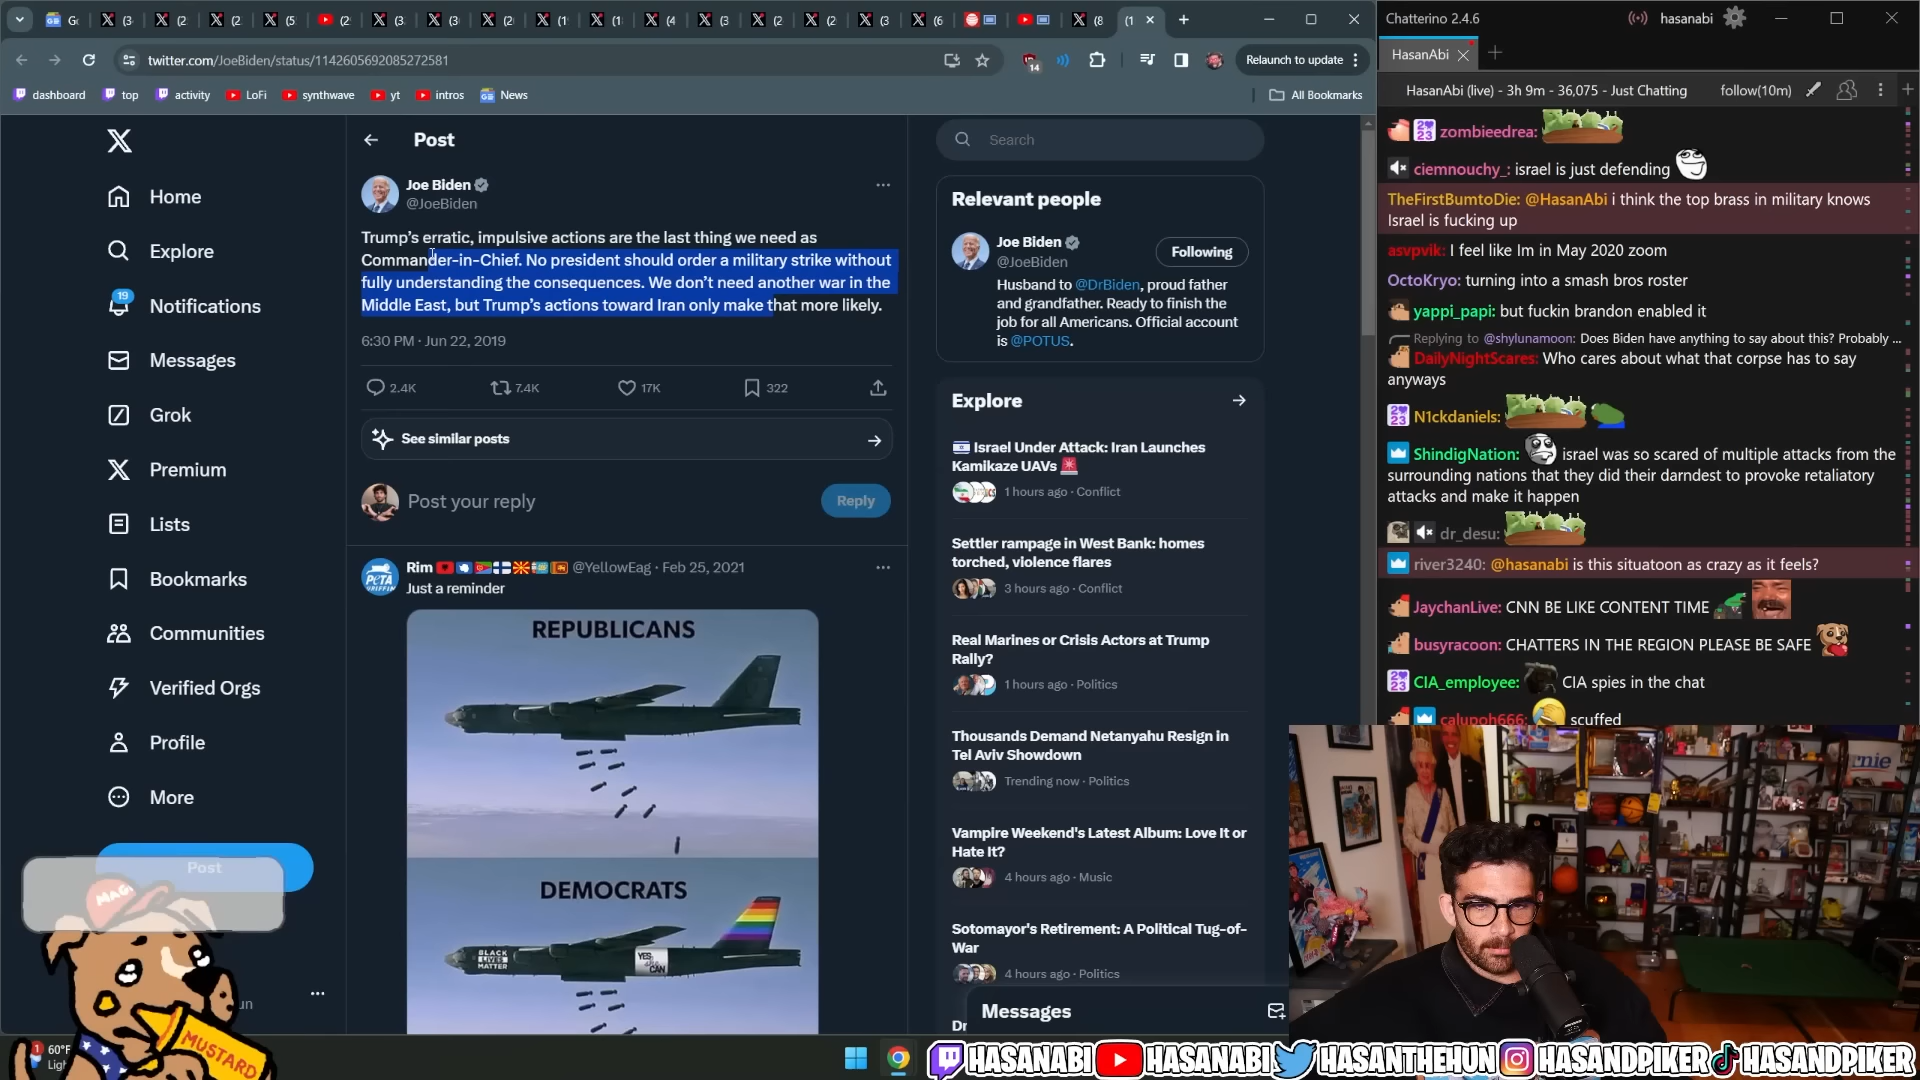 twitter.com/JoeBiden/status/1142605692085272581
14
Relaunch to update
dashboard
top
activity
LoFi
synthwave
yt
intros
News
All Bookmarks
Home
Explore
19
Notifications
Messages
Grok
Lists
Premium
Bookmarks
Communities
Verified Orgs
Profile
More
Post
MUSTARD
60°F
Post
Joe Biden
@JoeBiden
Trump's erratic, impulsive actions are the last thing we need as
Commander-in-Chief. No president should order a military strike without
fully understanding the consequences. We don't need another war in the
Middle East, but Trump's actions toward Iran only make that more likely.
6:30 PM · Jun 22, 2019
2.4K
7.4K
17K
322
See similar posts
Post your reply
Reply
Rim @YellowEag · Feb 25, 2021
Just a reminder
REPUBLICANS
DEMOCRATS
BLACK
LIVES
MATTER
YES
CAN
Search
Relevant people
Joe Biden
@JoeBiden
Following
Husband to @DrBiden, proud father
and grandfather. Ready to finish the
job for all Americans. Official account
is @POTUS.
Explore
Israel Under Attack: Iran Launches
Kamikaze UAVs
1 hours ago · Conflict
Settler rampage in West Bank: homes
torched, violence flares
3 hours ago · Conflict
Real Marines or Crisis Actors at Trump
Rally?
1 hours ago · Politics
Thousands Demand Netanyahu Resign in
Tel Aviv Showdown
Trending now · Politics
Vampire Weekend's Latest Album: Love It or
Hate It?
4 hours ago · Music
Sotomayor's Retirement: A Political Tug-of-
War
4 hours ago · Politics
Messages
Chatterino 2.4.6
hasanabi
HasanAbi
HasanAbi (live) - 3h 9m - 36,075 - Just Chatting
follow(10m)
zombieedrea:
ciemnouchy_: israel is just defending
TheFirstBumtoDie: @HasanAbi i think the top brass in military knows
Israel is fucking up
asvpvik: I feel like Im in May 2020 zoom
OctoKryo: turning into a smash bros roster
yappi_papi: but fuckin brandon enabled it
Replying to @shylunamoon: Does Biden have anything to say about this? Probably ...
DailyNightScares: Who cares about what that corpse has to say
anyways
N1ckdaniels:
ShindigNation: israel was so scared of multiple attacks from the
surrounding nations that they did their darndest to provoke retaliatory
attacks and make it happen
dr_desu:
river3240: @hasanabi is this situatoon as crazy as it feels?
JaychanLive: CNN BE LIKE CONTENT TIME
busyracoon: CHATTERS IN THE REGION PLEASE BE SAFE
CIA_employee: CIA spies in the chat
calupoh666: scuffed
HASANABI
HASANABI
HASANTHEHUN
HASANDPIKER
HASANDPIKER